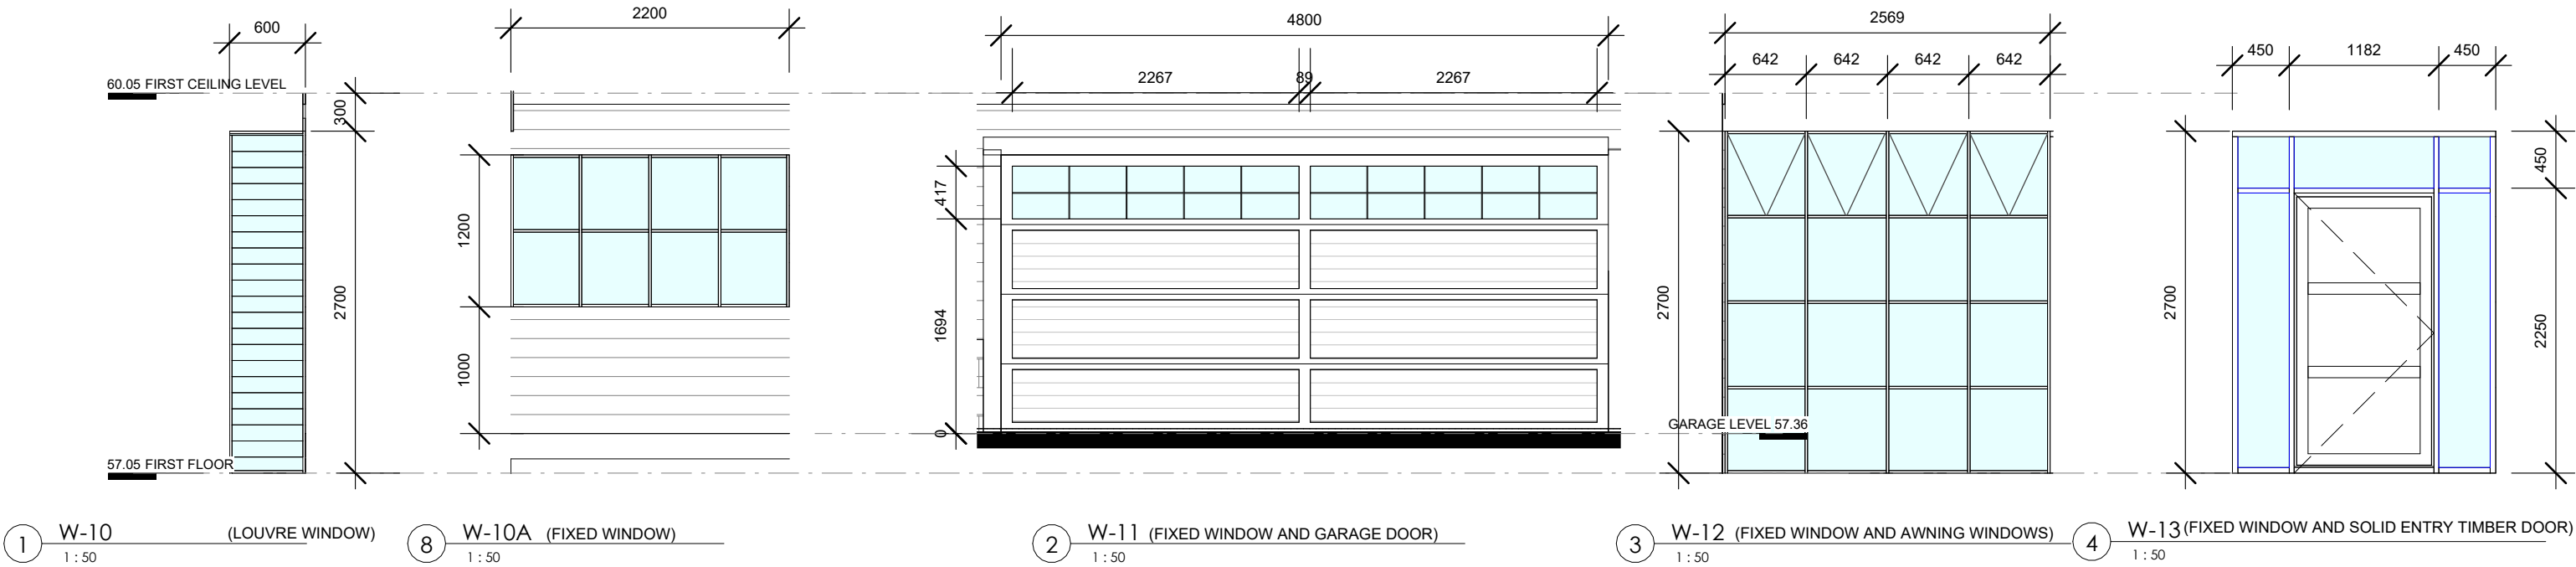 600
2200
4800
2569
450 1182 450
642 642 642 642
2267 89 2267
60.05 FIRST CEILING LEVEL
300
2700
1200
1000
417
1694
0
2700
2700
450
2250
GARAGE LEVEL 57.36
57.05 FIRST FLOOR
1 W-10 (LOUVRE WINDOW)
1 : 50
8 W-10A (FIXED WINDOW)
1 : 50
2 W-11 (FIXED WINDOW AND GARAGE DOOR)
1 : 50
3 W-12 (FIXED WINDOW AND AWNING WINDOWS)
1 : 50
4 W-13 (FIXED WINDOW AND SOLID ENTRY TIMBER DOOR)
1 : 50